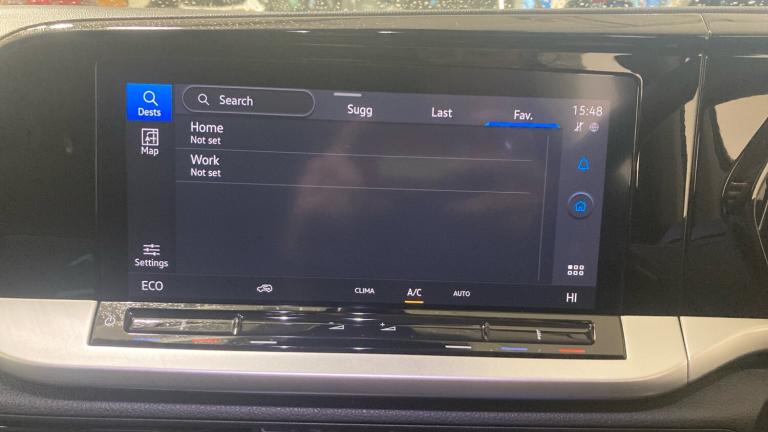 Search
Sugg
Last
Fav.
15:48
Dests
Home
Not set
Map
Work
Not set
Settings
ECO
CLIMA
A/C
AUTO
HI